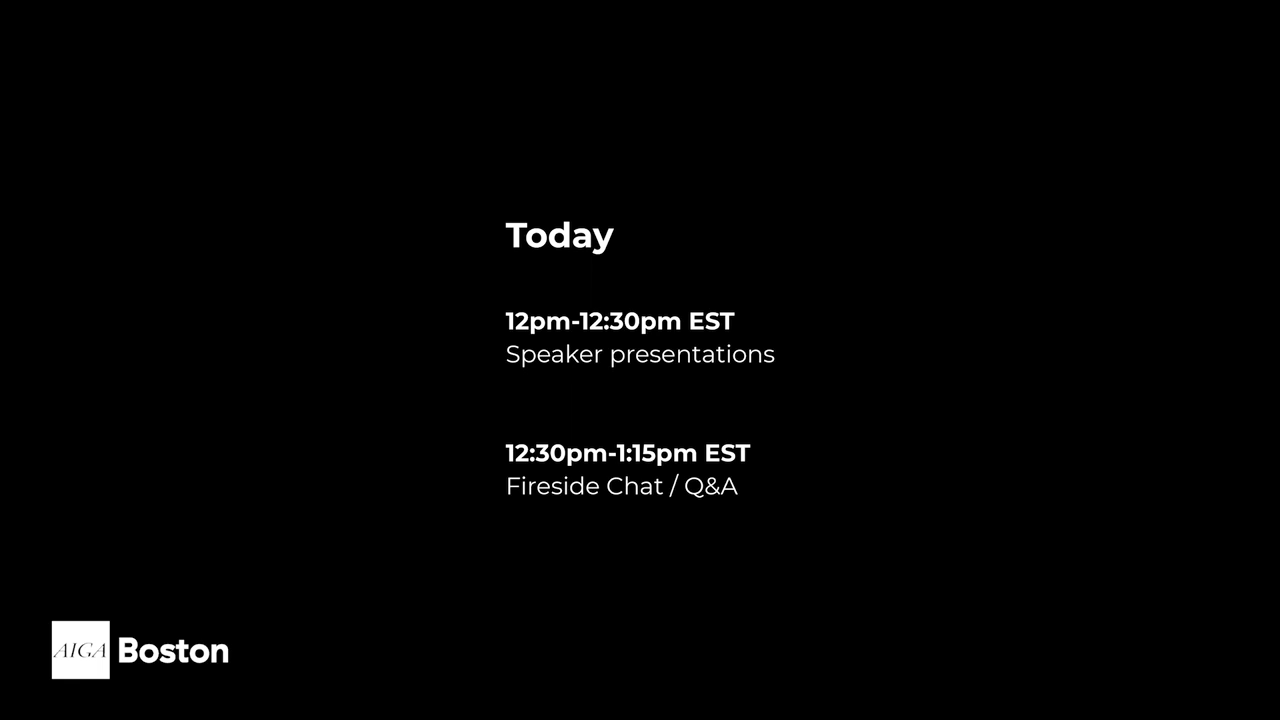 Today
12pm-12:30pm EST
Speaker presentations
12:30pm-1:15pm EST
Fireside Chat / Q&A
AIGA Boston